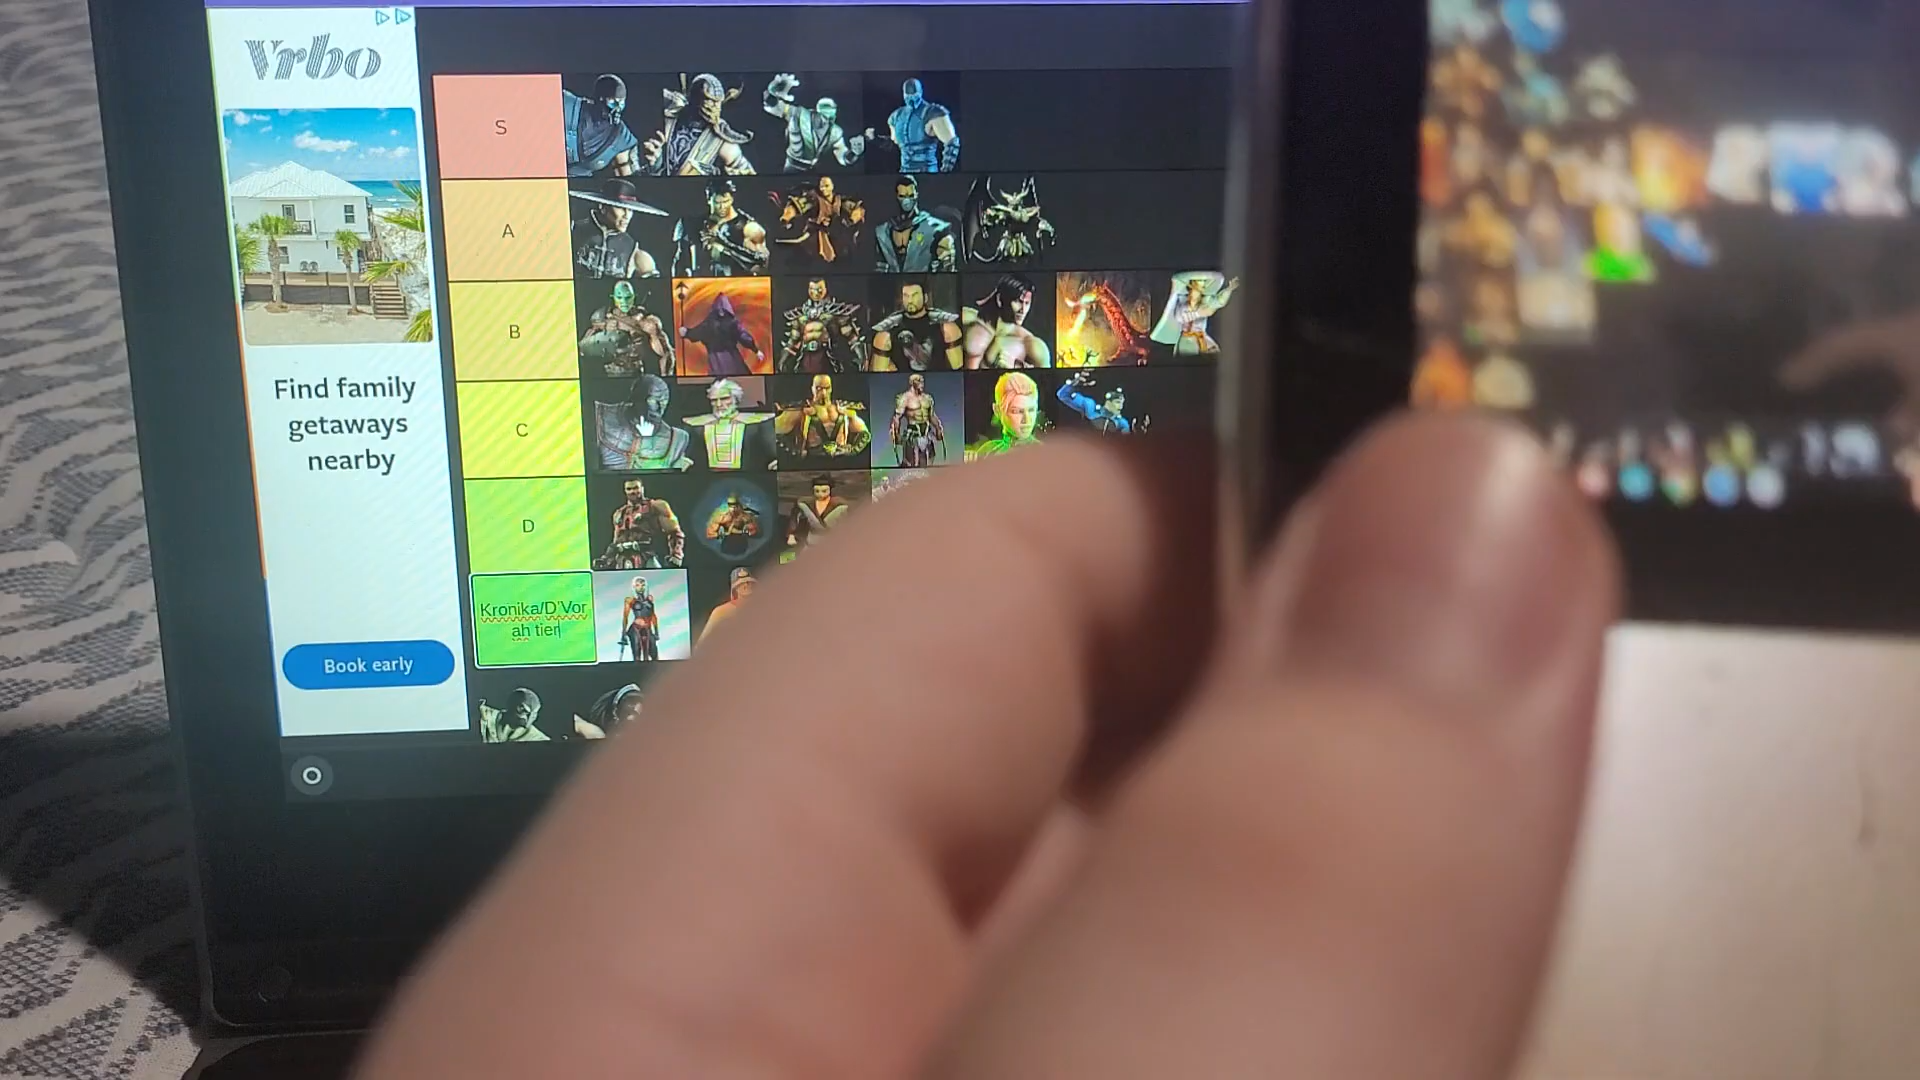 Vrbo
Find family
getaways
nearby
Book early
S
A
B
C
D
Kronika/D'Vor
ah tier